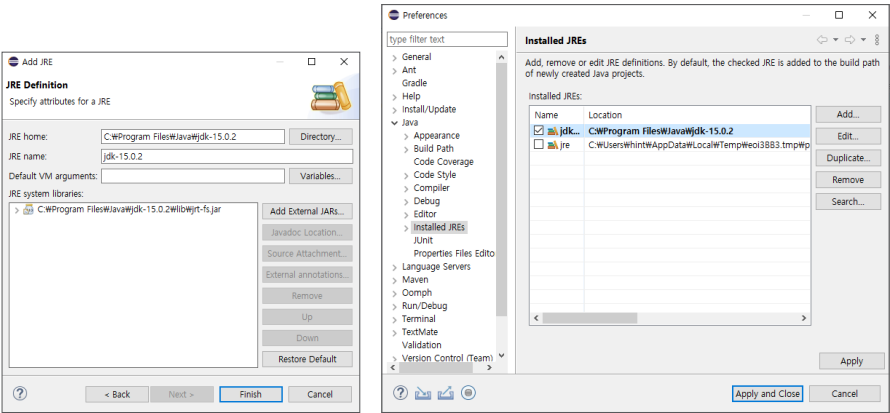 Add JRE
JRE Definition
Specify attributes for a JRE
JRE home:
C:₩Program Files₩Java₩jdk-15.0.2
Directory...
JRE name:
jdk-15.0.2
Default VM arguments:
Variables...
JRE system libraries:
C:₩Program Files₩Java₩jdk-15.0.2₩lib₩jrt-fs.jar
Add External JARs...
Javadoc Location...
Source Attachment...
External annotations...
Remove
Up
Down
Restore Default
< Back
Next >
Finish
Cancel
Preferences
type filter text
General
Ant
Gradle
Help
Install/Update
Java
Appearance
Build Path
Code Coverage
Code Style
Compiler
Debug
Editor
Installed JREs
JUnit
Properties Files Edito
Language Servers
Maven
Oomph
Run/Debug
Terminal
TextMate
Validation
Version Control (Team)
Installed JREs
Add, remove or edit JRE definitions. By default, the checked JRE is added to the build path
of newly created Java projects.
Installed JREs:
Name Location
jdk... C:₩Program Files₩Java₩jdk-15.0.2
jre C:₩Users₩hint₩AppData₩Local₩Temp₩eoi3BB3.tmp₩p
Add...
Edit...
Duplicate...
Remove
Search...
Apply
Apply and Close
Cancel